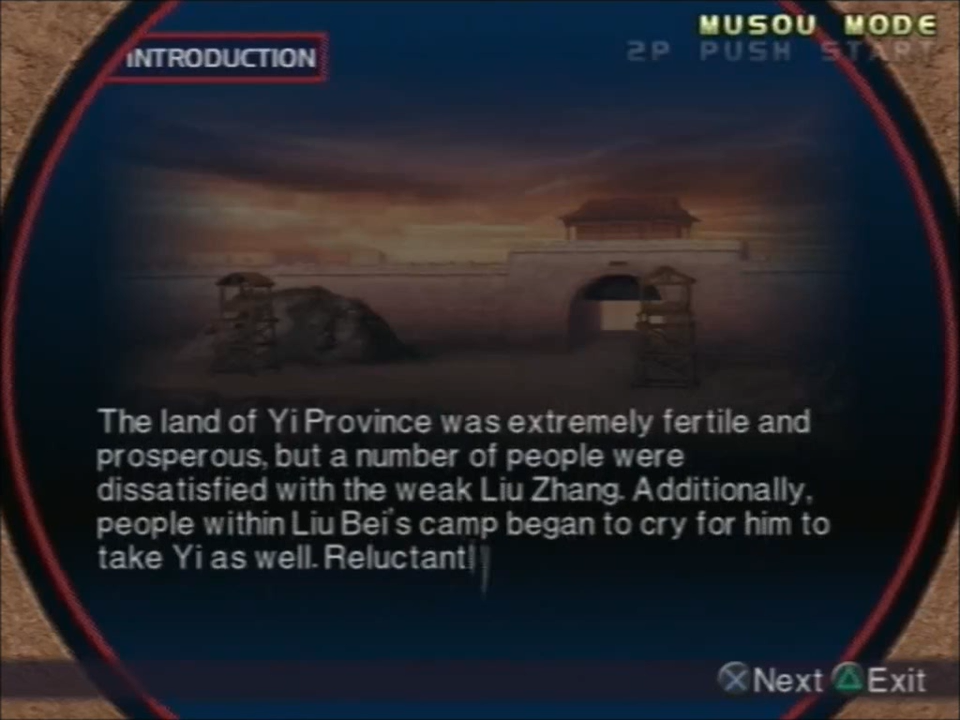 MUSOU MODE
2P PUSH START
INTRODUCTION
The land of Yi Province was extremely fertile and
prosperous, but a number of people were
dissatisfied with the weak Liu Zhang. Additionally,
people within Liu Bei's camp began to cry for him to
take Yi as well. Reluctantly
Next Exit